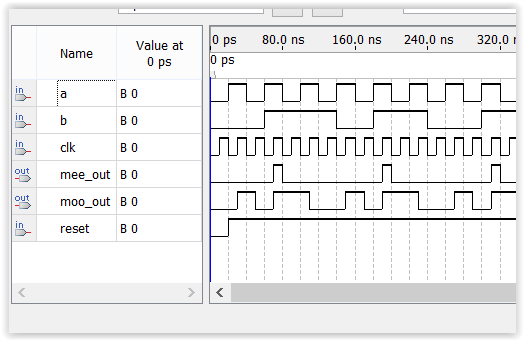 Name
Value at
0 ps
0 ps 80.0 ns 160.0 ns 240.0 ns 320.0
0 ps
in a B 0
in b B 0
in clk B 0
out mee_out B 0
out moo_out B 0
in reset B 0